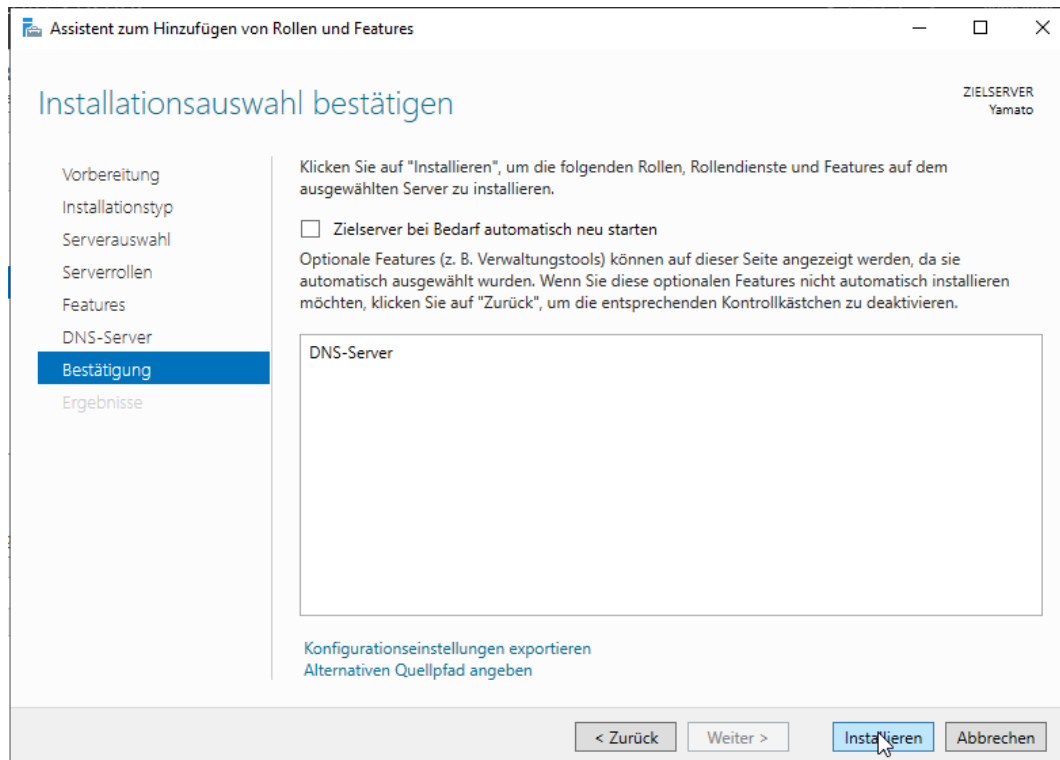 Assistent zum Hinzufügen von Rollen und Features
Installationsauswahl bestätigen
ZIELSERVER
Yamato
Vorbereitung
Installationstyp
Serverauswahl
Serverrollen
Features
DNS-Server
Bestätigung
Ergebnisse
Klicken Sie auf "Installieren", um die folgenden Rollen, Rollendienste und Features auf dem
ausgewählten Server zu installieren.
Zielserver bei Bedarf automatisch neu starten
Optionale Features (z. B. Verwaltungstools) können auf dieser Seite angezeigt werden, da sie
automatisch ausgewählt wurden. Wenn Sie diese optionalen Features nicht automatisch installieren
möchten, klicken Sie auf "Zurück", um die entsprechenden Kontrollkästchen zu deaktivieren.
DNS-Server
Konfigurationseinstellungen exportieren
Alternativen Quellpfad angeben
< Zurück
Weiter >
Installieren
Abbrechen